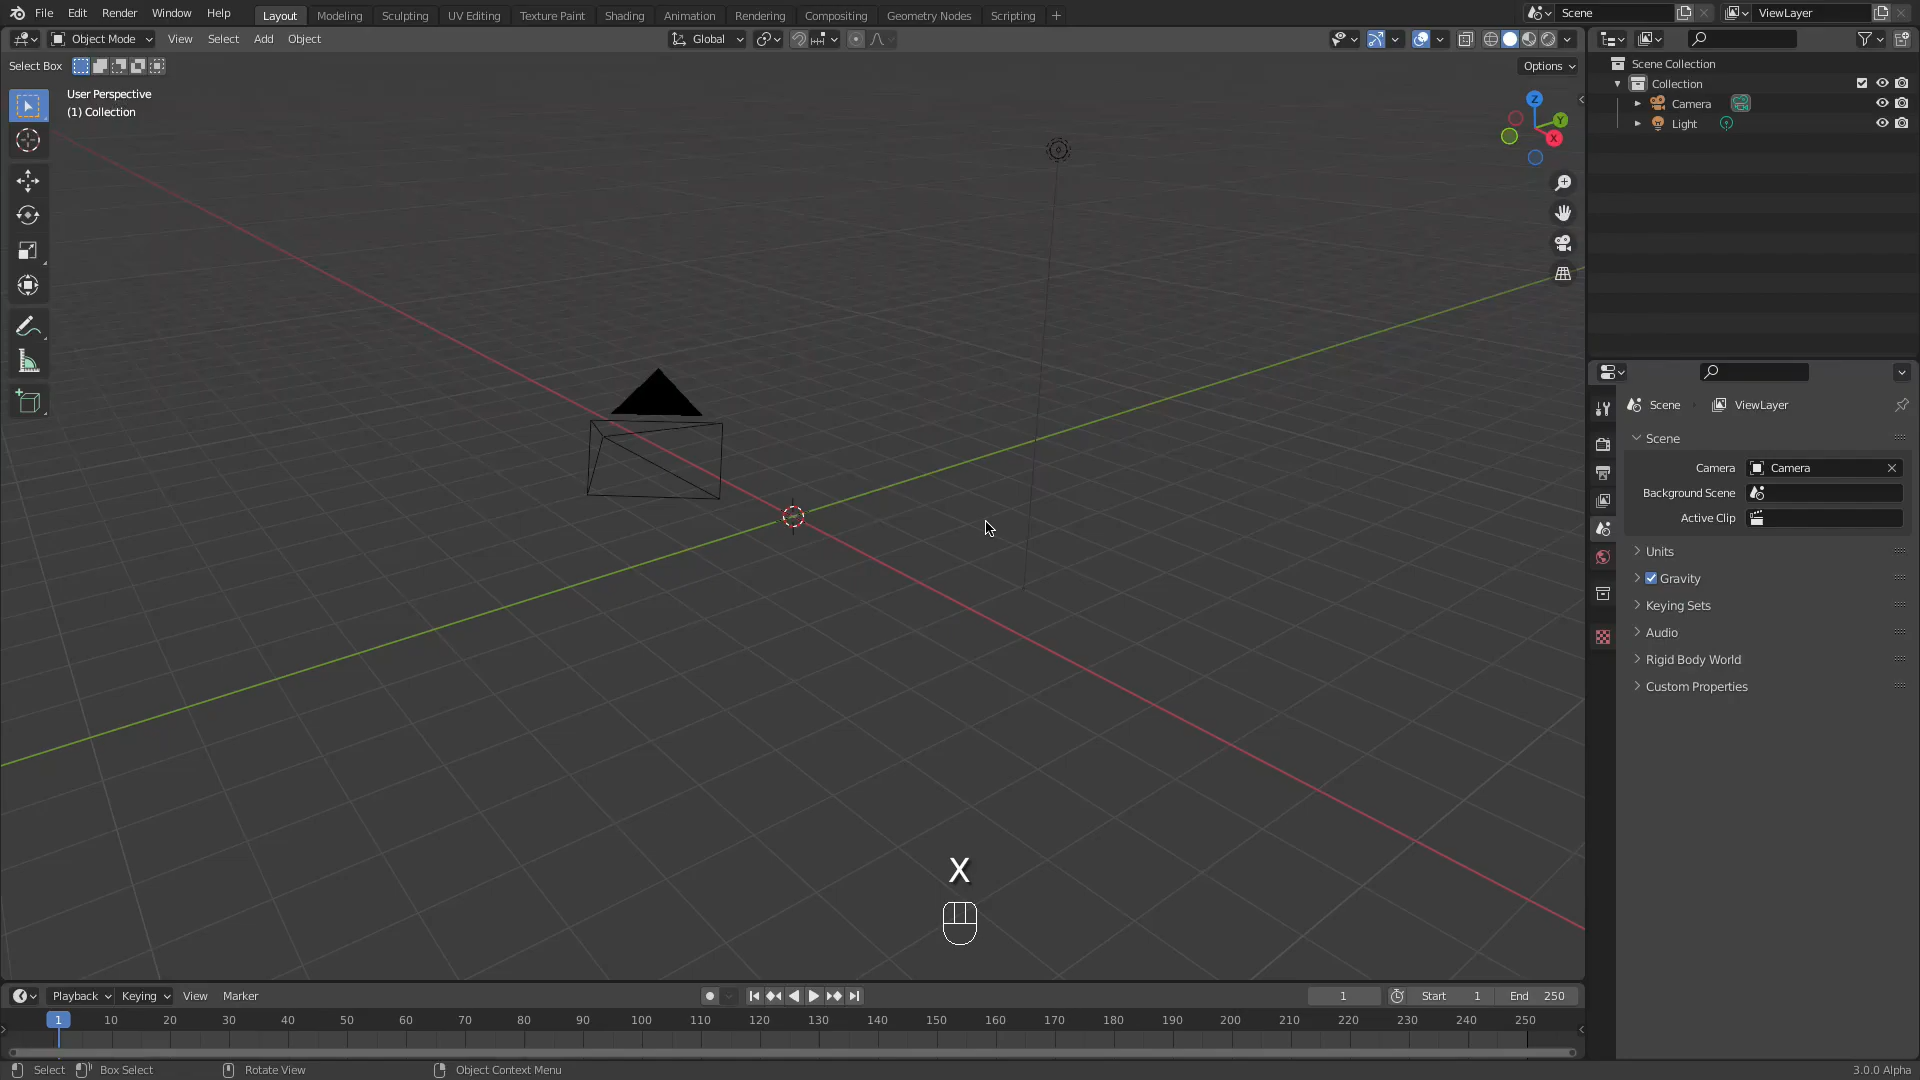 File Edit Render Window Help Layout Modeling Sculpting UV Editing Texture Paint Shading Animation Rendering Compositing Geometry Nodes Scripting + Scene ViewLayer
Object Mode View Select Add Object Global
Select Box Options
User Perspective
(1) Collection
Z
Y
X
X
Scene Collection
Collection
Camera
Light
Scene ViewLayer
Scene
Camera Camera
Background Scene
Active Clip
Units
Gravity
Keying Sets
Audio
Rigid Body World
Custom Properties
Playback Keying View Marker 1 Start 1 End 250
1 10 20 30 40 50 60 70 80 90 100 110 120 130 140 150 160 170 180 190 200 210 220 230 240 250
Select Box Select Rotate View Object Context Menu 3.0.0 Alpha